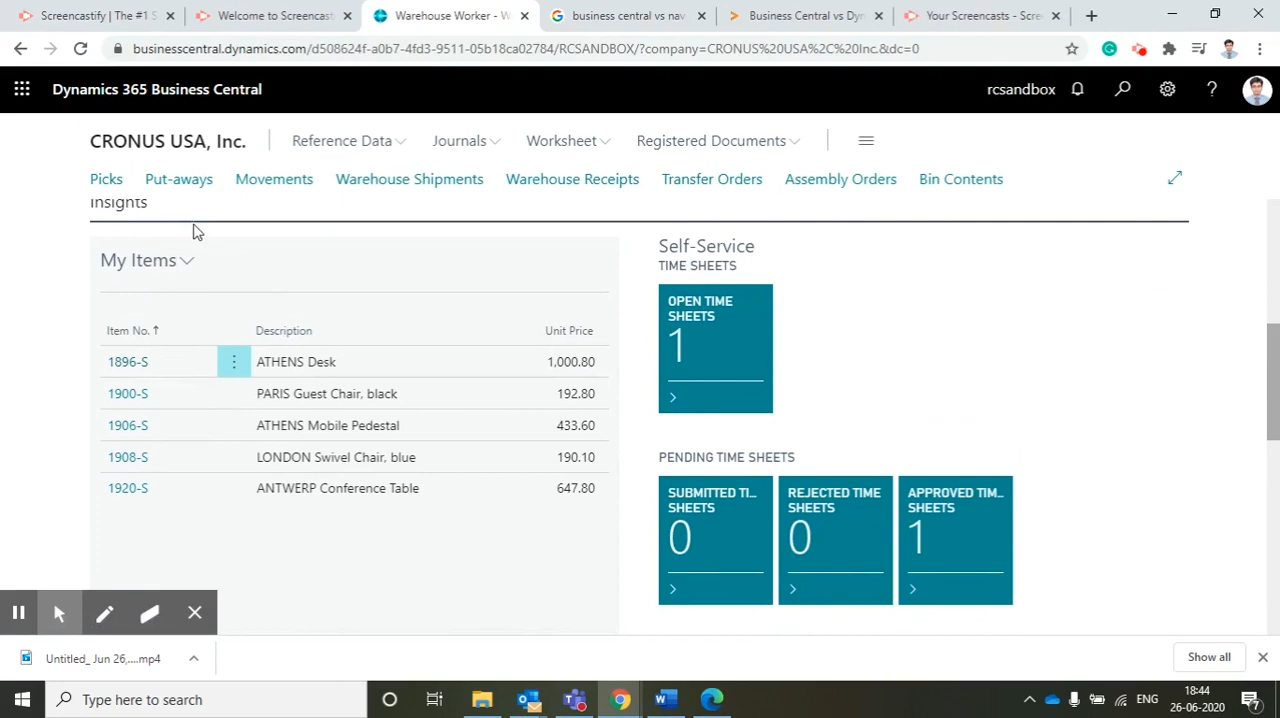 Screencastify | The #1 S
Welcome to Screencast
Warehouse Worker - W
business central vs nav
Business Central vs Dyn
Your Screencasts - Scre
businesscentral.dynamics.com/d508624f-a0b7-4fd3-9511-05b18ca02784/RCSANDBOX/?company=CRONUS%20USA%2C%20Inc.&dc=0
Dynamics 365 Business Central
rcsandbox
CRONUS USA, Inc.
Reference Data
Journals
Worksheet
Registered Documents
Picks
Put-aways
Movements
Warehouse Shipments
Warehouse Receipts
Transfer Orders
Assembly Orders
Bin Contents
Insights
My Items
Item No. ↑ Description Unit Price
1896-S ATHENS Desk 1,000.80
1900-S PARIS Guest Chair, black 192.80
1906-S ATHENS Mobile Pedestal 433.60
1908-S LONDON Swivel Chair, blue 190.10
1920-S ANTWERP Conference Table 647.80
Self-Service
TIME SHEETS
OPEN TIME
SHEETS
1
PENDING TIME SHEETS
SUBMITTED TI...
SHEETS
0
REJECTED TIME
SHEETS
0
APPROVED TIM...
SHEETS
1
Untitled_ Jun 26,....mp4
Show all
Type here to search
ENG
18:44
26-06-2020
7